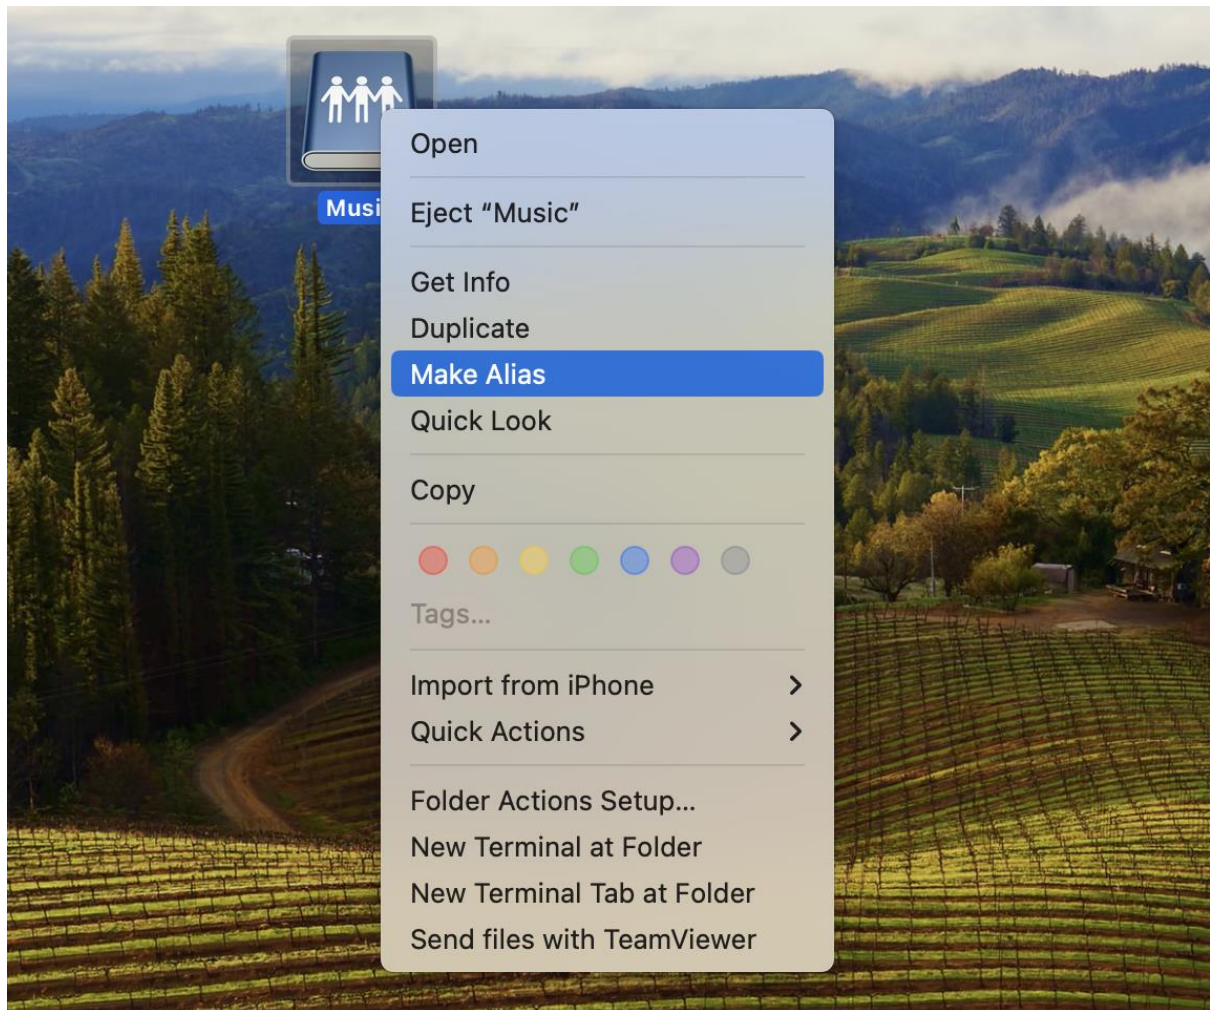 Musi
Open
Eject “Music”
Get Info
Duplicate
Make Alias
Quick Look
Copy
Tags...
Import from iPhone
Quick Actions
Folder Actions Setup...
New Terminal at Folder
New Terminal Tab at Folder
Send files with TeamViewer